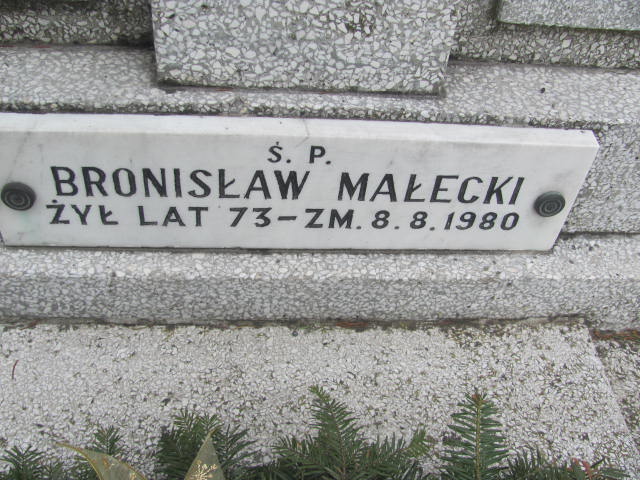 Ś. P.
BRONISŁAW MAŁECKI
ŻYŁ LAT 73-ZM. 8.8.1980